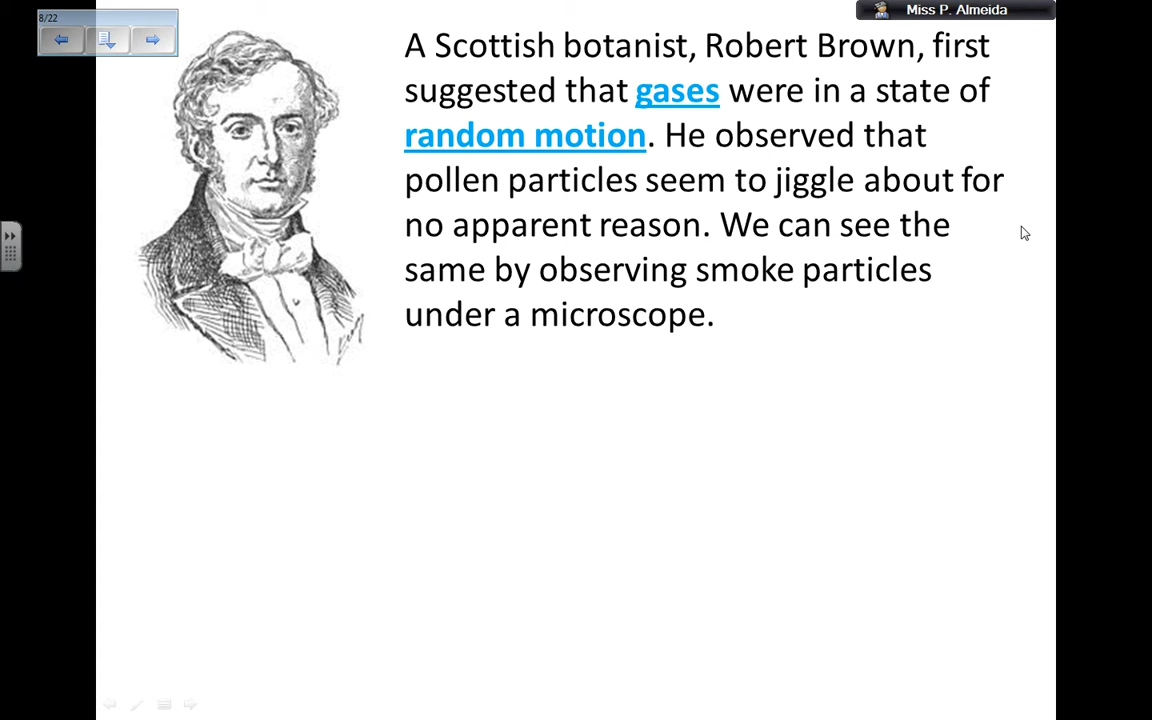 8/22
Miss P. Almeida
A Scottish botanist, Robert Brown, first
suggested that gases were in a state of
random motion. He observed that
pollen particles seem to jiggle about for
no apparent reason. We can see the
same by observing smoke particles
under a microscope.